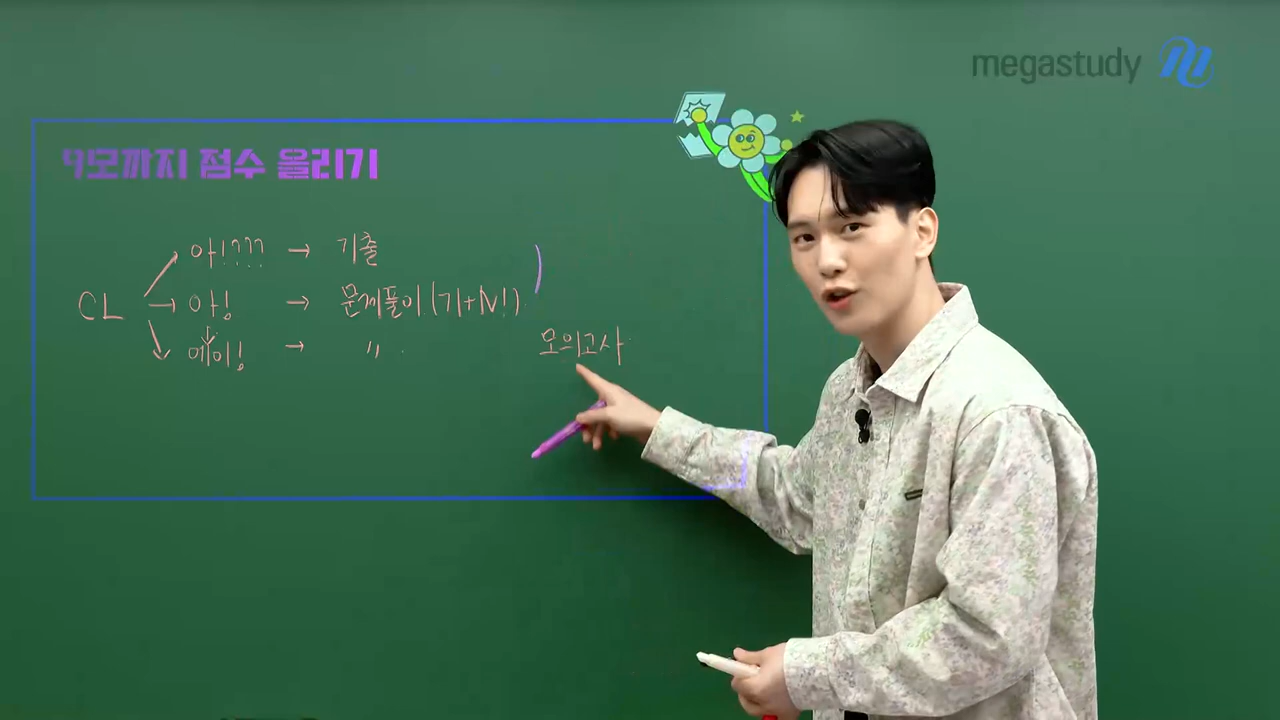 megastudy
9모까지 점수 올리기
아!??? → 기출
CL → 아! → 문제풀이 (기+N!)
에이! → 〃
모의고사